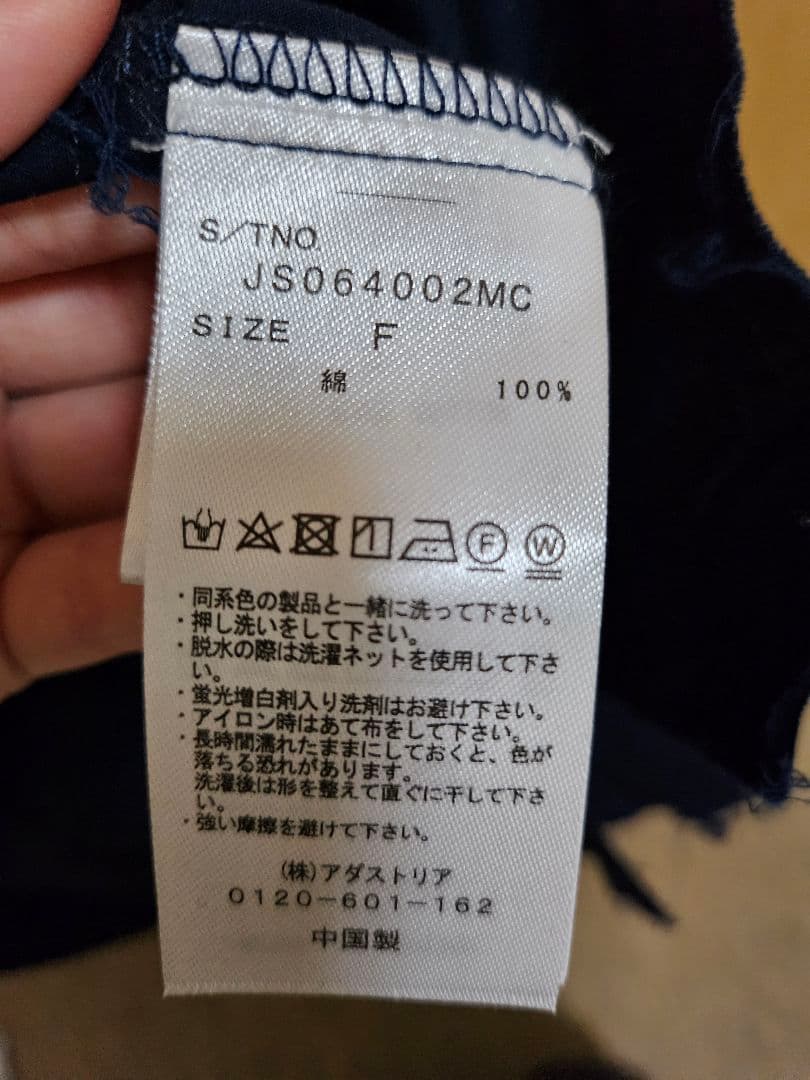 S/TNO.
JS064002MC
SIZE F
綿 100%
F W
・同系色の製品と一緒に洗って下さい。
・押し洗いをして下さい。
・脱水の際は洗濯ネットを使用して下さ
い。
・蛍光増白剤入り洗剤はお避け下さい。
・アイロン時はあて布をして下さい。
・長時間濡れたままにしておくと、色が
落ちる恐れがあります。
洗濯後は形を整えて直ぐに干して下さ
い。
・強い摩擦を避けて下さい。
(株)アダストリア
0120-601-162
中国製